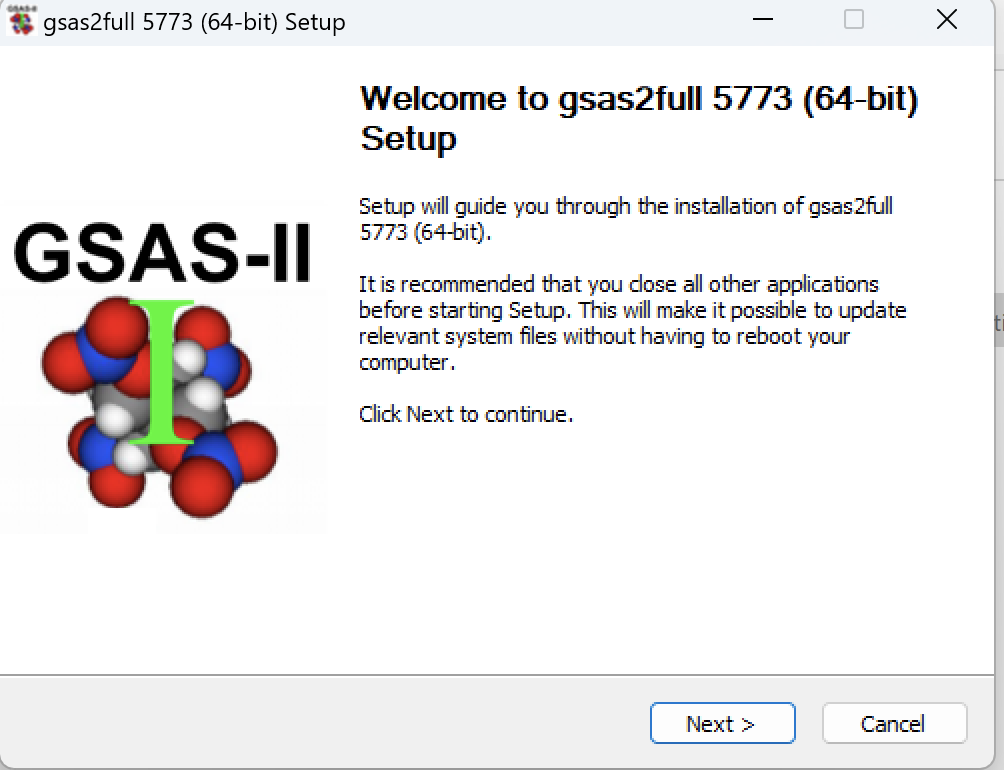 GSAS-II
gsas2full 5773 (64-bit) Setup
Welcome to gsas2full 5773 (64-bit)
Setup
Setup will guide you through the installation of gsas2full
5773 (64-bit).
It is recommended that you close all other applications
before starting Setup. This will make it possible to update
relevant system files without having to reboot your
computer.
Click Next to continue.
GSAS-II
I
Next >
Cancel